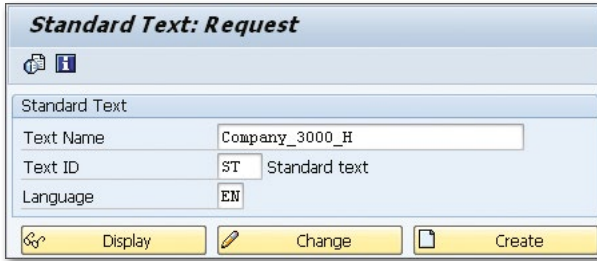 Standard Text: Request
Standard Text
Text Name Company_3000_H
Text ID ST Standard text
Language EN
Display Change Create